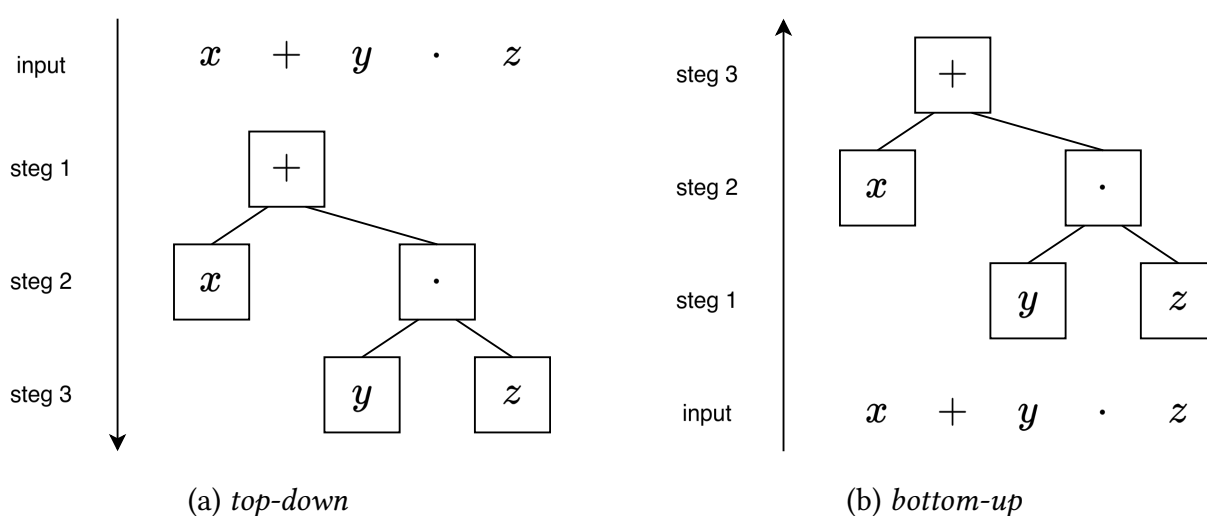 input x + y · z
steg 1 +
steg 2 x ·
steg 3 y z
(a) top-down
steg 3 +
steg 2 x ·
steg 1 y z
input x + y · z
(b) bottom-up